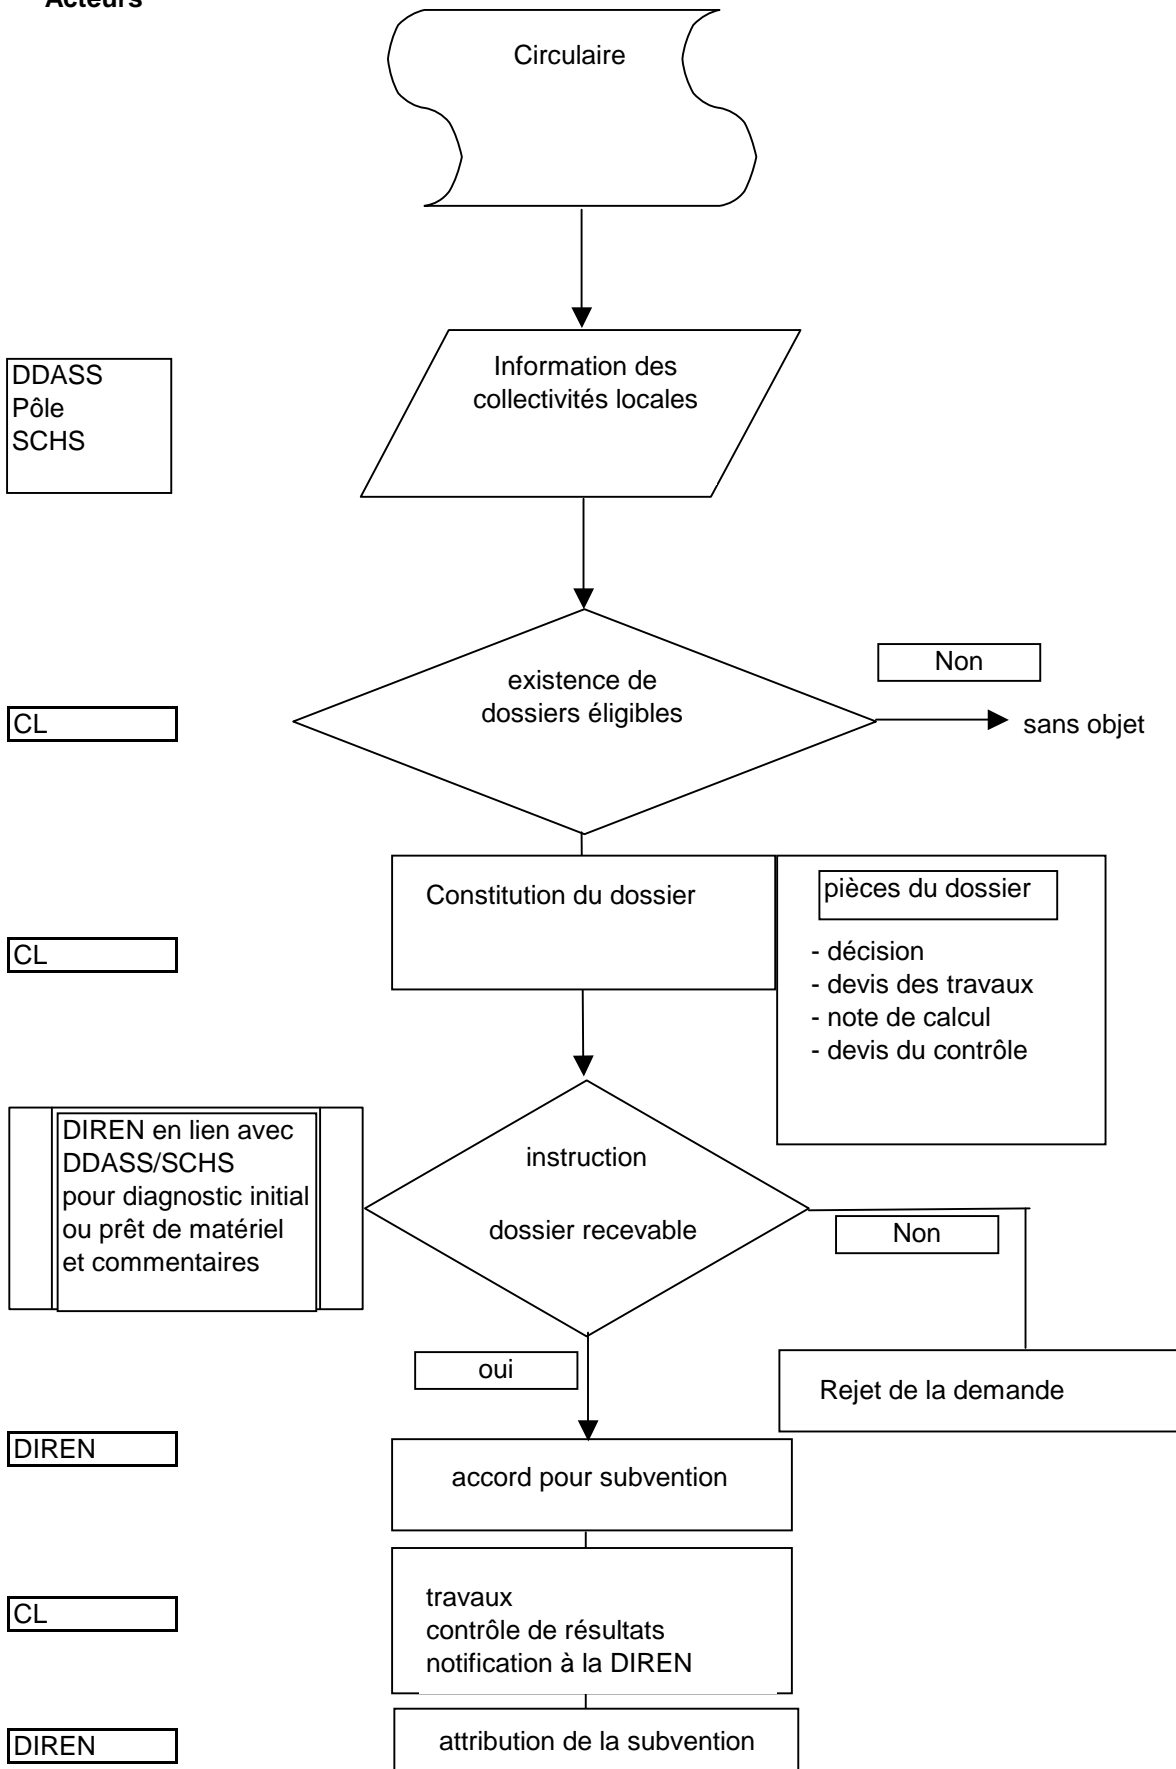 Acteurs
Circulaire
DDASS
Pôle
SCHS
Information des
collectivités locales
CL
existence de
dossiers éligibles
Non
sans objet
CL
Constitution du dossier
pièces du dossier
- décision
- devis des travaux
- note de calcul
- devis du contrôle
DIREN en lien avec
DDASS/SCHS
pour diagnostic initial
ou prêt de matériel
et commentaires
instruction
dossier recevable
Non
oui
Rejet de la demande
DIREN
accord pour subvention
CL
travaux
contrôle de résultats
notification à la DIREN
DIREN
attribution de la subvention